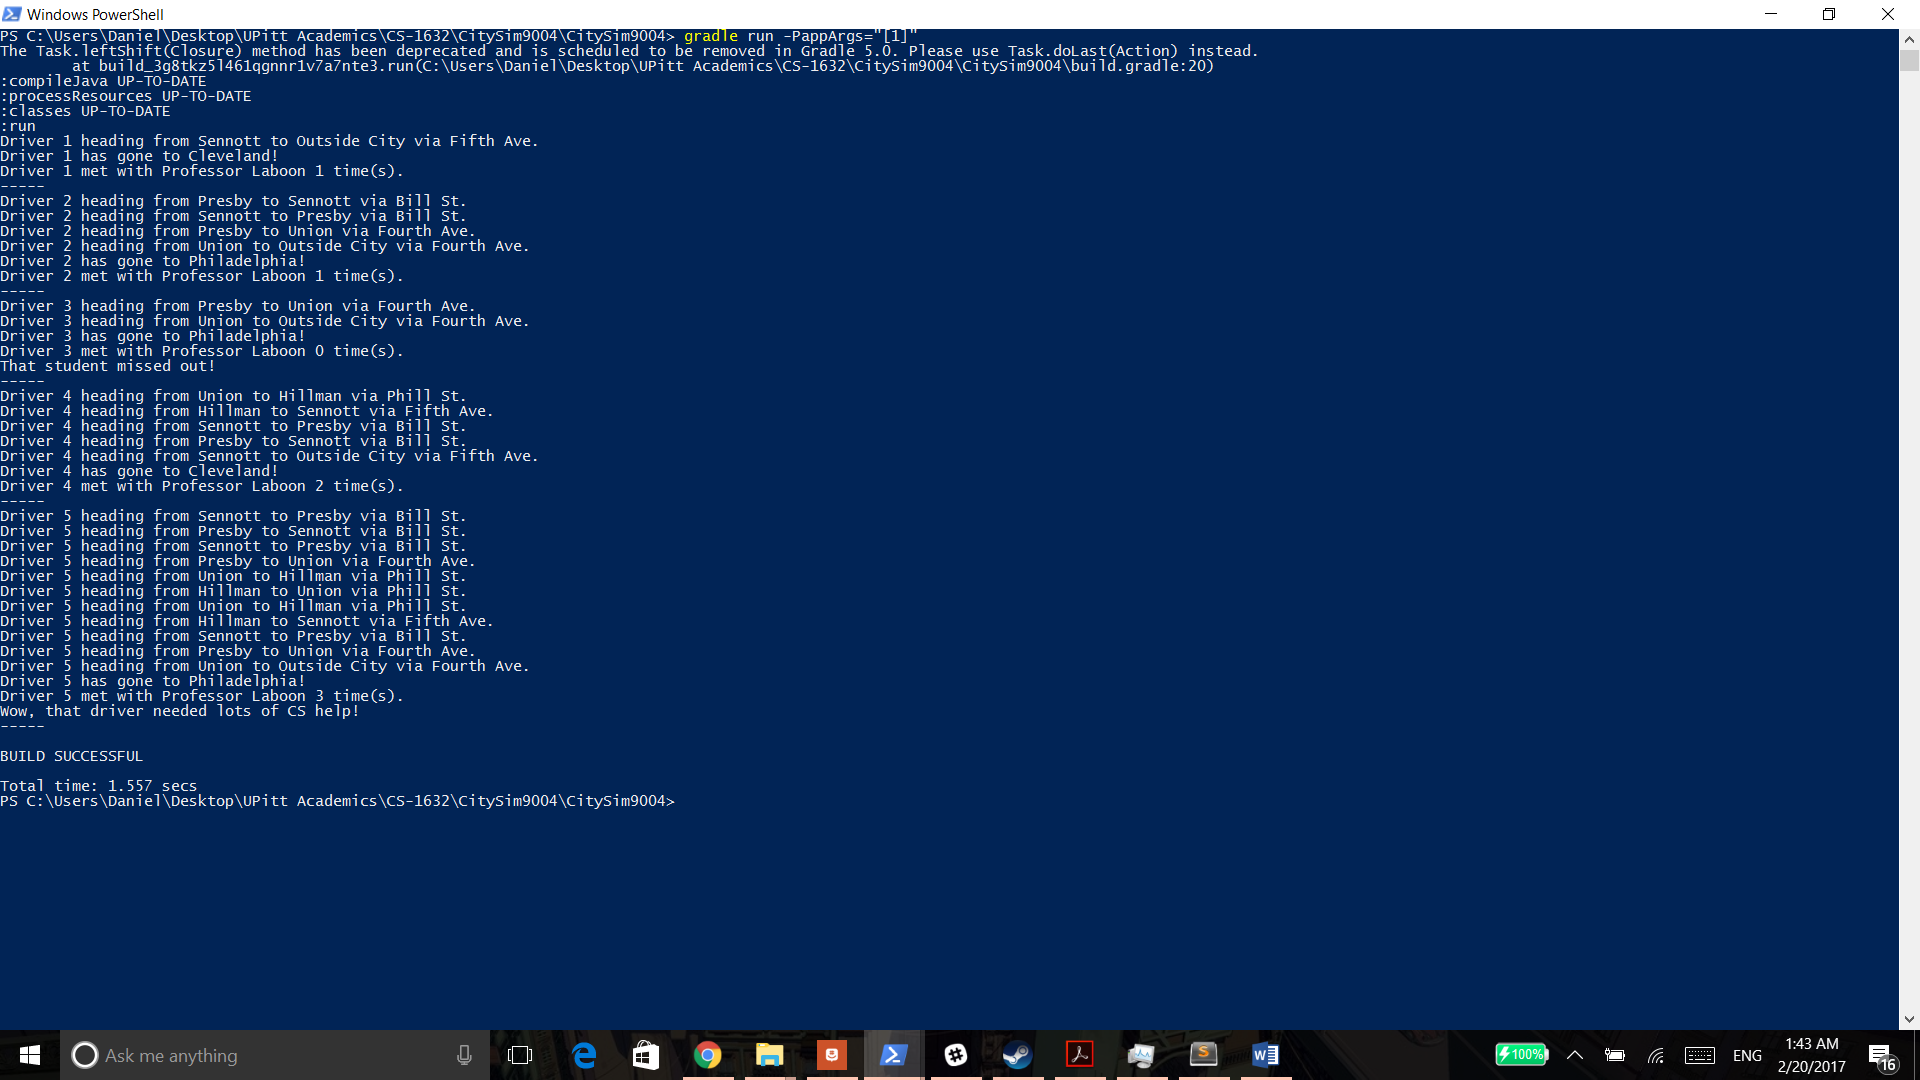 Windows PowerShell
PS C:\Users\Daniel\Desktop\UPitt Academics\CS-1632\CitySim9004\CitySim9004> gradle run -PappArgs="[1]"
The Task.leftShift(Closure) method has been deprecated and is scheduled to be removed in Gradle 5.0. Please use Task.doLast(Action) instead.
        at build_3g8tkz5l461qgnnr1v7a7nte3.run(C:\Users\Daniel\Desktop\UPitt Academics\CS-1632\CitySim9004\CitySim9004\build.gradle:20)
:compileJava UP-TO-DATE
:processResources UP-TO-DATE
:classes UP-TO-DATE
:run
Driver 1 heading from Sennott to Outside City via Fifth Ave.
Driver 1 has gone to Cleveland!
Driver 1 met with Professor Laboon 1 time(s).
-----
Driver 2 heading from Presby to Sennott via Bill St.
Driver 2 heading from Sennott to Presby via Bill St.
Driver 2 heading from Presby to Union via Fourth Ave.
Driver 2 heading from Union to Outside City via Fourth Ave.
Driver 2 has gone to Philadelphia!
Driver 2 met with Professor Laboon 1 time(s).
-----
Driver 3 heading from Presby to Union via Fourth Ave.
Driver 3 heading from Union to Outside City via Fourth Ave.
Driver 3 has gone to Philadelphia!
Driver 3 met with Professor Laboon 0 time(s).
That student missed out!
-----
Driver 4 heading from Union to Hillman via Phill St.
Driver 4 heading from Hillman to Sennott via Fifth Ave.
Driver 4 heading from Sennott to Presby via Bill St.
Driver 4 heading from Presby to Sennott via Bill St.
Driver 4 heading from Sennott to Outside City via Fifth Ave.
Driver 4 has gone to Cleveland!
Driver 4 met with Professor Laboon 2 time(s).
-----
Driver 5 heading from Sennott to Presby via Bill St.
Driver 5 heading from Presby to Sennott via Bill St.
Driver 5 heading from Sennott to Presby via Bill St.
Driver 5 heading from Presby to Union via Fourth Ave.
Driver 5 heading from Union to Hillman via Phill St.
Driver 5 heading from Hillman to Union via Phill St.
Driver 5 heading from Union to Hillman via Phill St.
Driver 5 heading from Hillman to Sennott via Fifth Ave.
Driver 5 heading from Sennott to Presby via Bill St.
Driver 5 heading from Presby to Union via Fourth Ave.
Driver 5 heading from Union to Outside City via Fourth Ave.
Driver 5 has gone to Philadelphia!
Driver 5 met with Professor Laboon 3 time(s).
Wow, that driver needed lots of CS help!
-----
BUILD SUCCESSFUL
Total time: 1.557 secs
PS C:\Users\Daniel\Desktop\UPitt Academics\CS-1632\CitySim9004\CitySim9004>
Ask me anything
100%
ENG
1:43 AM
2/20/2017
16